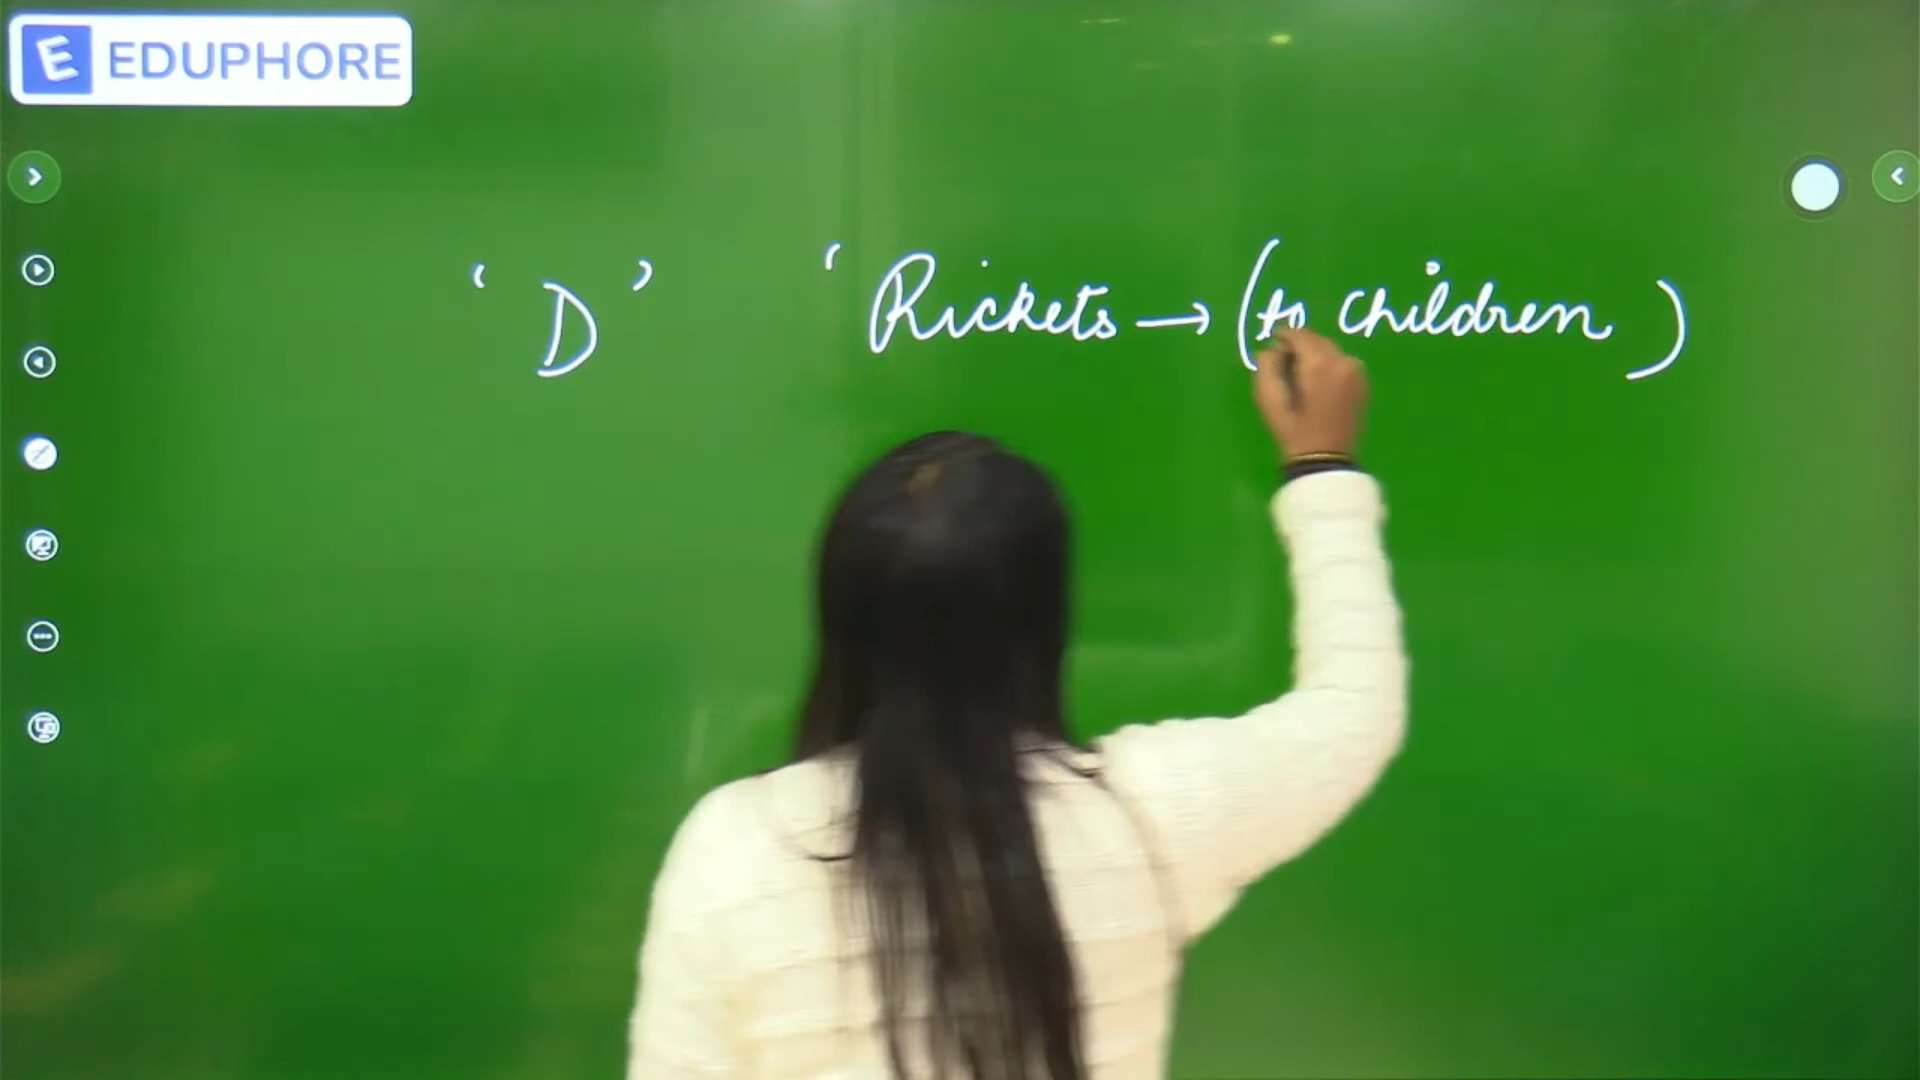 E EDUPHORE
‘D’ ‘Rickets → (to children)